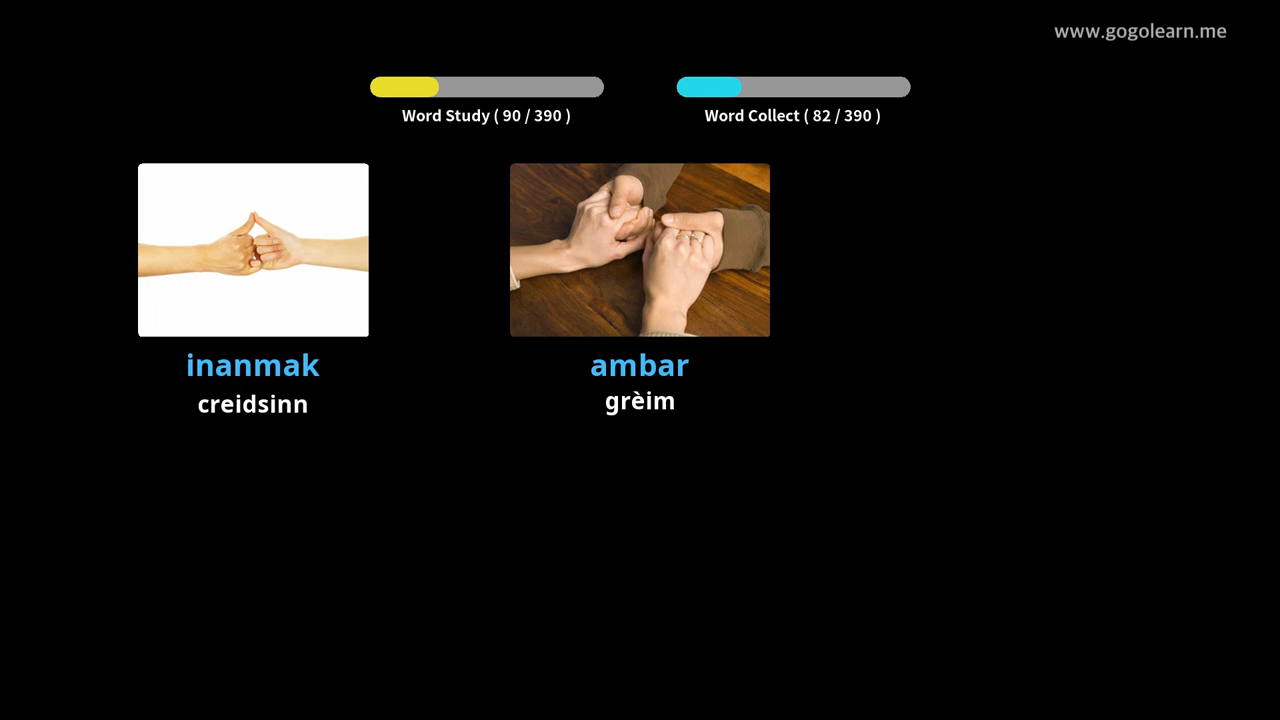 www.gogolearn.me
Word Study ( 90 / 390 )
Word Collect ( 82 / 390 )
inanmak
creidsinn
ambar
grèim